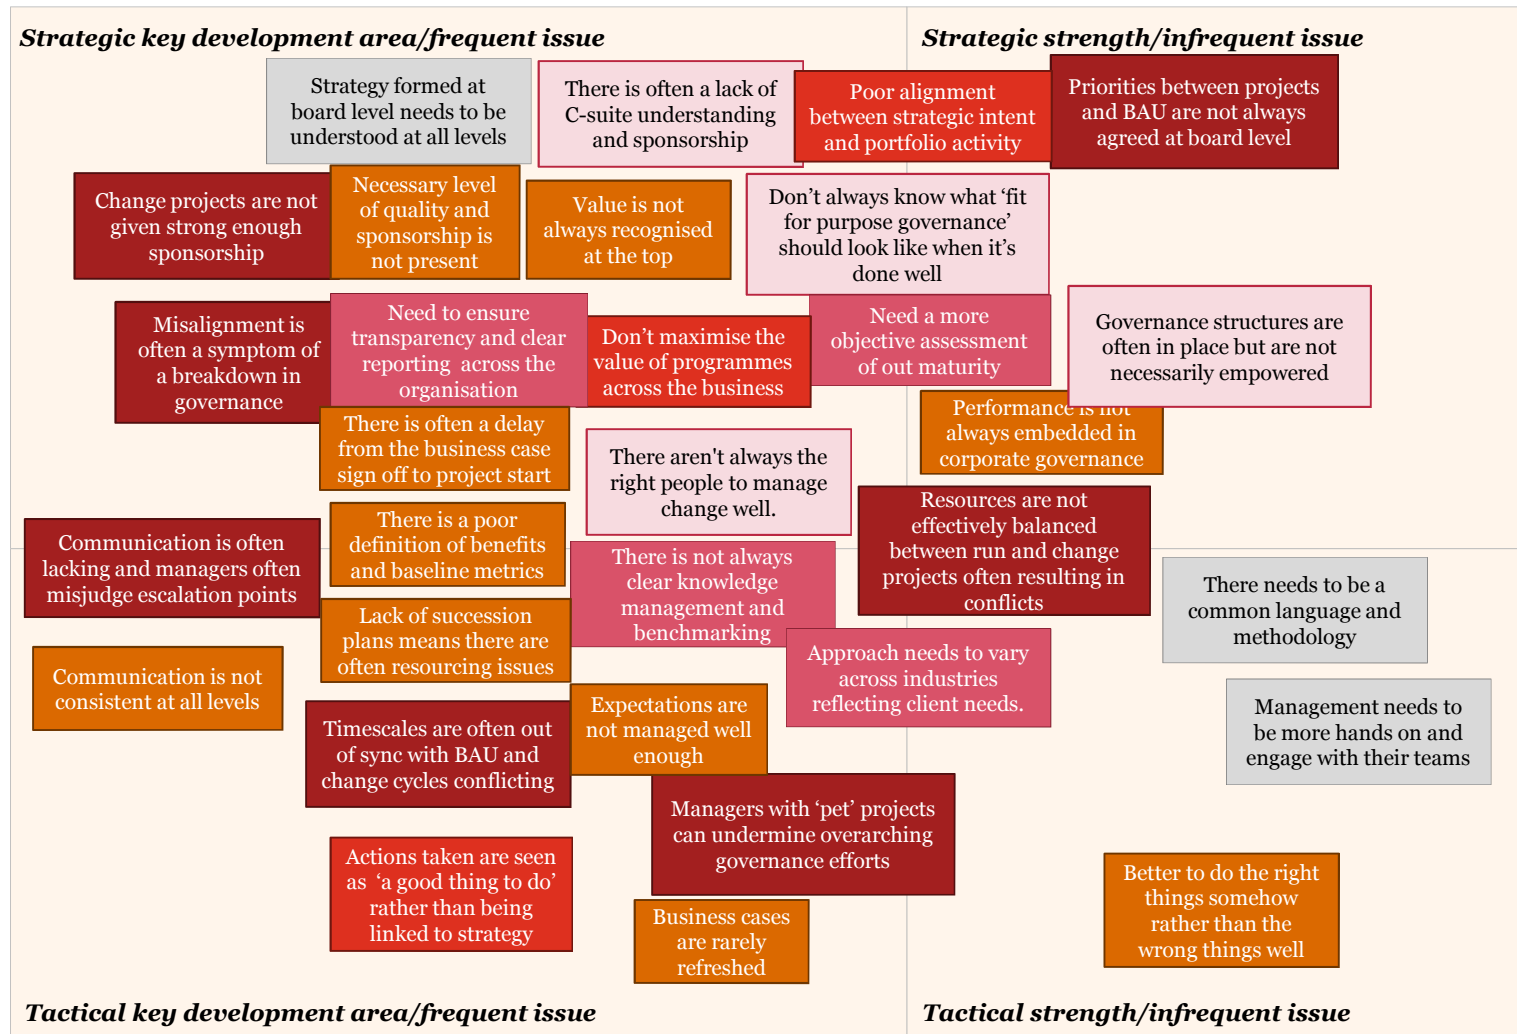 Strategic key development area/frequent issue
Strategic strength/infrequent issue
Strategy formed at
board level needs to be
understood at all levels
There is often a lack of
C-suite understanding
and sponsorship
Poor alignment
between strategic intent
and portfolio activity
Priorities between projects
and BAU are not always
agreed at board level
Change projects are not
given strong enough
sponsorship
Necessary level
of quality and
sponsorship is
not present
Value is not
always recognised
at the top
Don’t always know what ‘fit
for purpose governance’
should look like when it’s
done well
Misalignment is
often a symptom of
a breakdown in
governance
Need to ensure
transparency and clear
reporting across the
organisation
Don’t maximise the
value of programmes
across the business
Need a more
objective assessment
of out maturity
Governance structures are
often in place but are not
necessarily empowered
There is often a delay
from the business case
sign off to project start
Performance is not
always embedded in
corporate governance
There aren't always the
right people to manage
change well.
Resources are not
effectively balanced
between run and change
projects often resulting in
conflicts
Communication is often
lacking and managers often
misjudge escalation points
There is a poor
definition of benefits
and baseline metrics
There is not always
clear knowledge
management and
benchmarking
There needs to be a
common language and
methodology
Lack of succession
plans means there are
often resourcing issues
Communication is not
consistent at all levels
Approach needs to vary
across industries
reflecting client needs.
Timescales are often out
of sync with BAU and
change cycles conflicting
Expectations are
not managed well
enough
Management needs to
be more hands on and
engage with their teams
Managers with ‘pet’ projects
can undermine overarching
governance efforts
Actions taken are seen
as ‘a good thing to do’
rather than being
linked to strategy
Business cases
are rarely
refreshed
Better to do the right
things somehow
rather than the
wrong things well
Tactical key development area/frequent issue
Tactical strength/infrequent issue